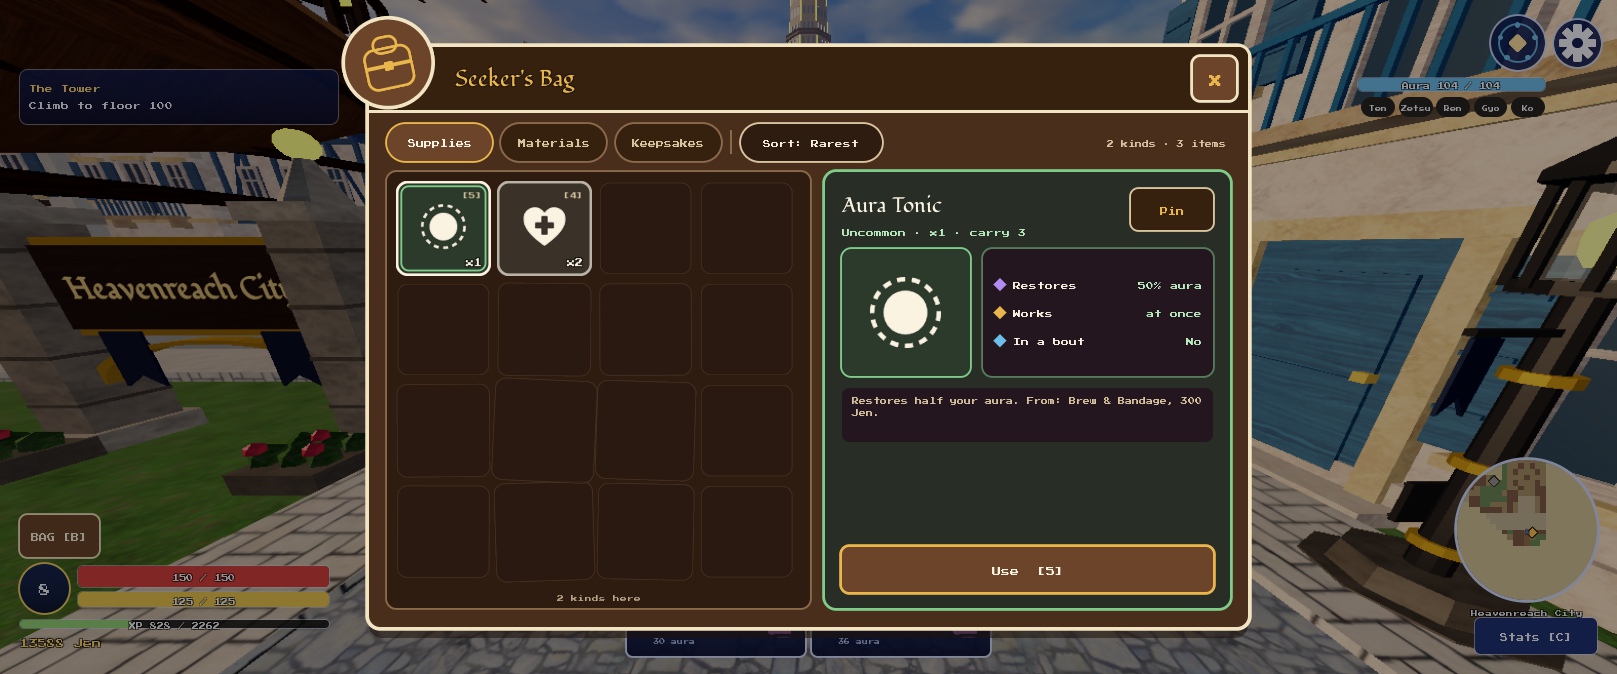 Seeker's Bag
x
The Tower
Climb to floor 100
Aura 104 / 104
Ten
Zetsu
Ren
Gyo
Ko
Supplies
Materials
Keepsakes
Sort: Rarest
2 kinds · 3 items
[5]
x1
[4]
x2
Aura Tonic
Pin
Uncommon · x1 · carry 3
Restores
50% aura
Works
at once
In a bout
No
Restores half your aura. From: Brew & Bandage, 300
Jen.
Use [5]
2 kinds here
Heavenreach City
BAG [B]
150 / 150
125 / 125
XP 828 / 2262
13588 Jen
30 aura
36 aura
Heavenreach City
Stats [C]